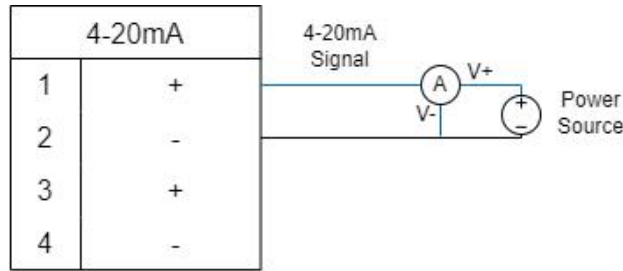 4-20mA
1 +
2 -
3 +
4 -
4-20mA
Signal
A
V+
V-
+
-
Power
Source